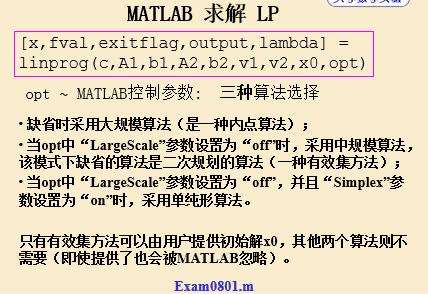 MATLAB 求解 LP
[x,fval,exitflag,output,lambda] =
linprog(c,A1,b1,A2,b2,v1,v2,x0,opt)
opt ~ MATLAB控制参数: 三种算法选择
• 缺省时采用大规模算法（是一种内点算法）；
• 当opt中“LargeScale”参数设置为“off”时，采用中规模算法，
该模式下缺省的算法是二次规划的算法（一种有效集方法）；
• 当opt中“LargeScale”参数设置为“off”，并且“Simplex”参
数设置为“on”时，采用单纯形算法。
只有有效集方法可以由用户提供初始解x0，其他两个算法则不
需要（即使提供了也会被MATLAB忽略）。
Exam0801.m